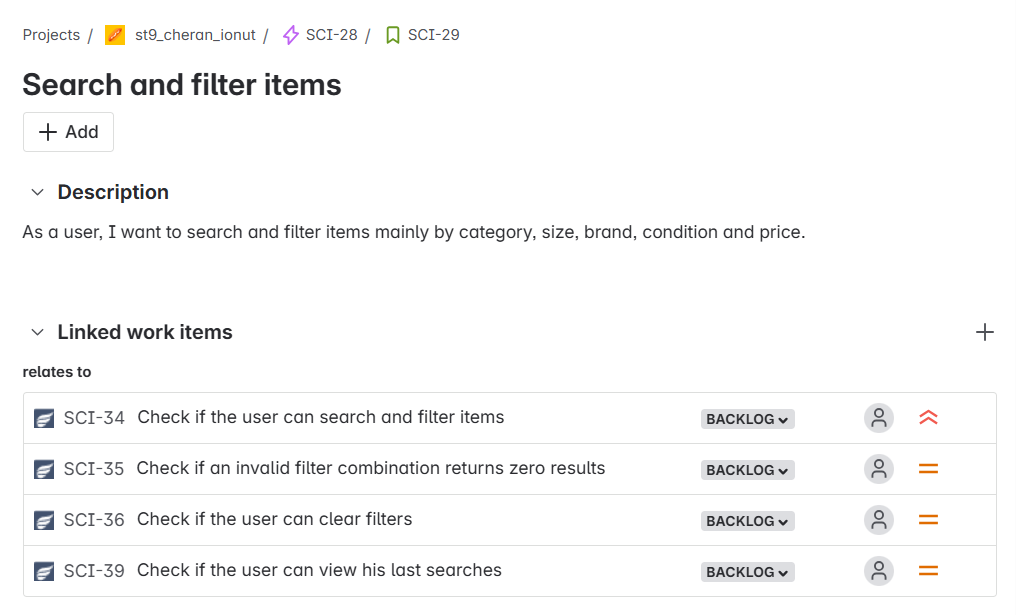 Projects / st9_cheran_ionut / SCI-28 / SCI-29
Search and filter items
Add
Description
As a user, I want to search and filter items mainly by category, size, brand, condition and price.
Linked work items
relates to
SCI-34 Check if the user can search and filter items BACKLOG
SCI-35 Check if an invalid filter combination returns zero results BACKLOG
SCI-36 Check if the user can clear filters BACKLOG
SCI-39 Check if the user can view his last searches BACKLOG